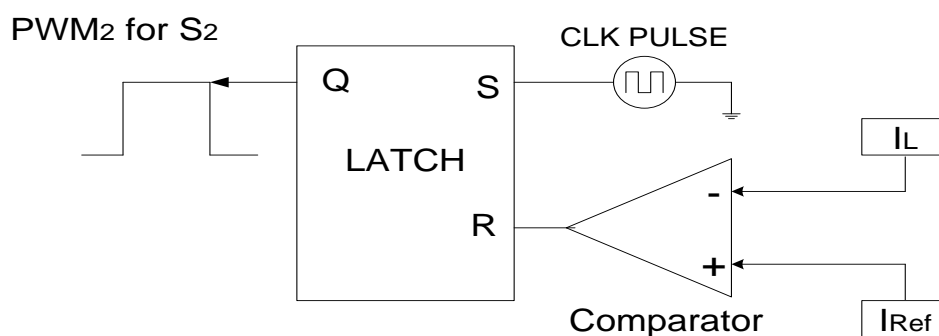 PWM2 for S2
CLK PULSE
Q
S
LATCH
IL
-
R
+
Comparator
IRef